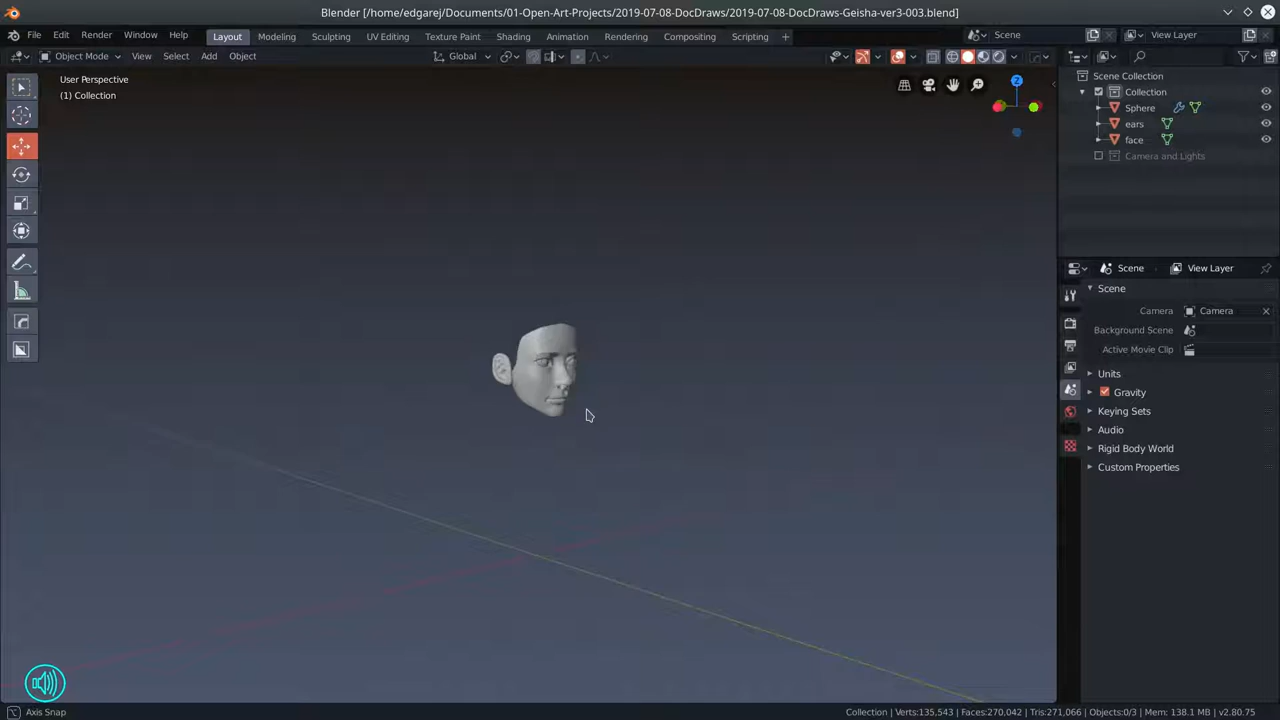 Blender [/home/edgarej/Documents/01-Open-Art-Projects/2019-07-08-DocDraws/2019-07-08-DocDraws-Geisha-ver3-003.blend]
File Edit Render Window Help Layout Modeling Sculpting UV Editing Texture Paint Shading Animation Rendering Compositing Scripting + Scene View Layer
Object Mode View Select Add Object Global
User Perspective
(1) Collection
Z
Scene Collection
Collection
Sphere
ears
face
Camera and Lights
Scene View Layer
Scene
Camera Camera
Background Scene
Active Movie Clip
Units
Gravity
Keying Sets
Audio
Rigid Body World
Custom Properties
Axis Snap
Collection | Verts:135,543 | Faces:270,042 | Tris:271,066 | Objects:0/3 | Mem: 138.1 MB | v2.80.75